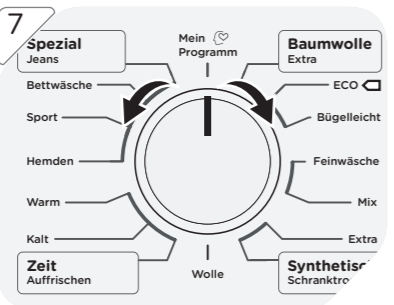 7
Spezial
Jeans
Mein
Programm
Baumwolle
Extra
Bettwäsche
ECO
Sport
Bügelleicht
Hemden
Feinwäsche
Warm
Mix
Kalt
Extra
Zeit
Auffrischen
Wolle